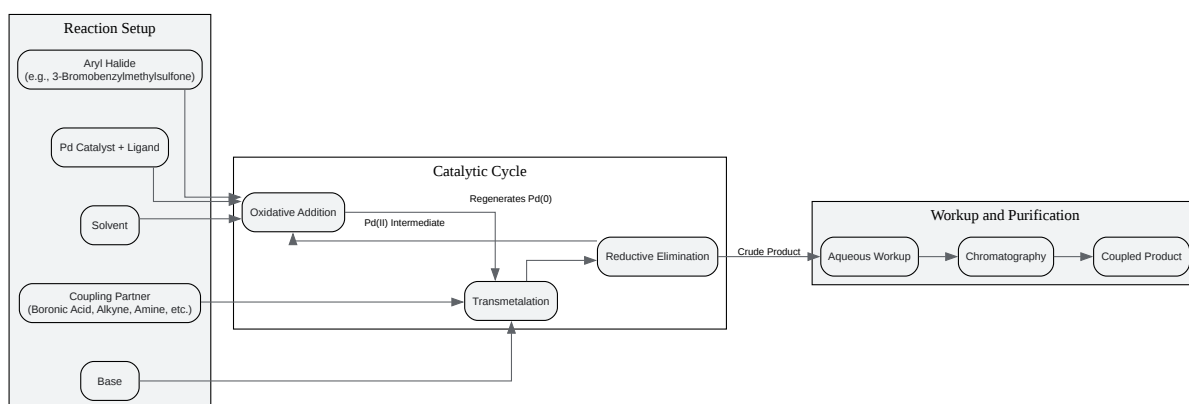 Reaction Setup
Aryl Halide
(e.g., 3-Bromobenzylmethylsulfone)
Pd Catalyst + Ligand
Solvent
Coupling Partner
(Boronic Acid, Alkyne, Amine, etc.)
Base
Catalytic Cycle
Oxidative Addition
Regenerates Pd(0)
Pd(II) Intermediate
Reductive Elimination
Transmetalation
Crude Product
Workup and Purification
Aqueous Workup
Chromatography
Coupled Product